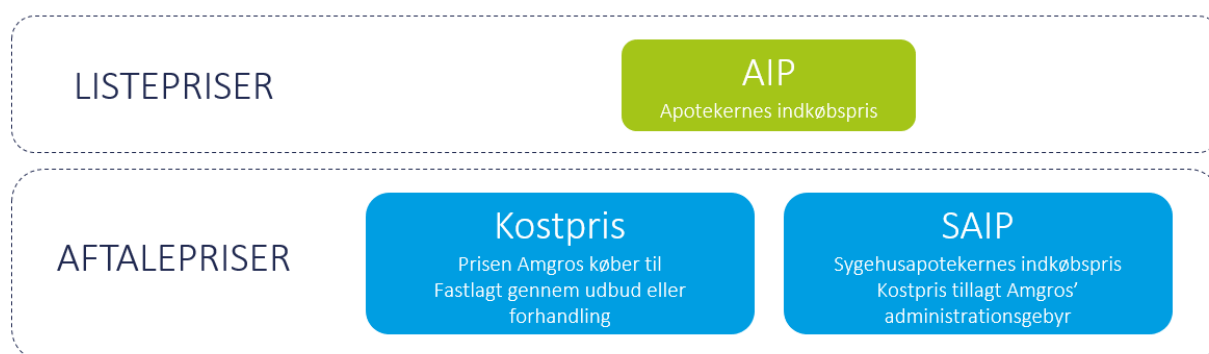 LISTEPRISER
AIP
Apotekernes indkøbspris
AFTALEPRISER
Kostpris
Prisen Amgros køber til
Fastlagt gennem udbud eller
forhandling
SAIP
Sygehusapotekernes indkøbspris
Kostpris tillagt Amgros’
administrationsgebyr